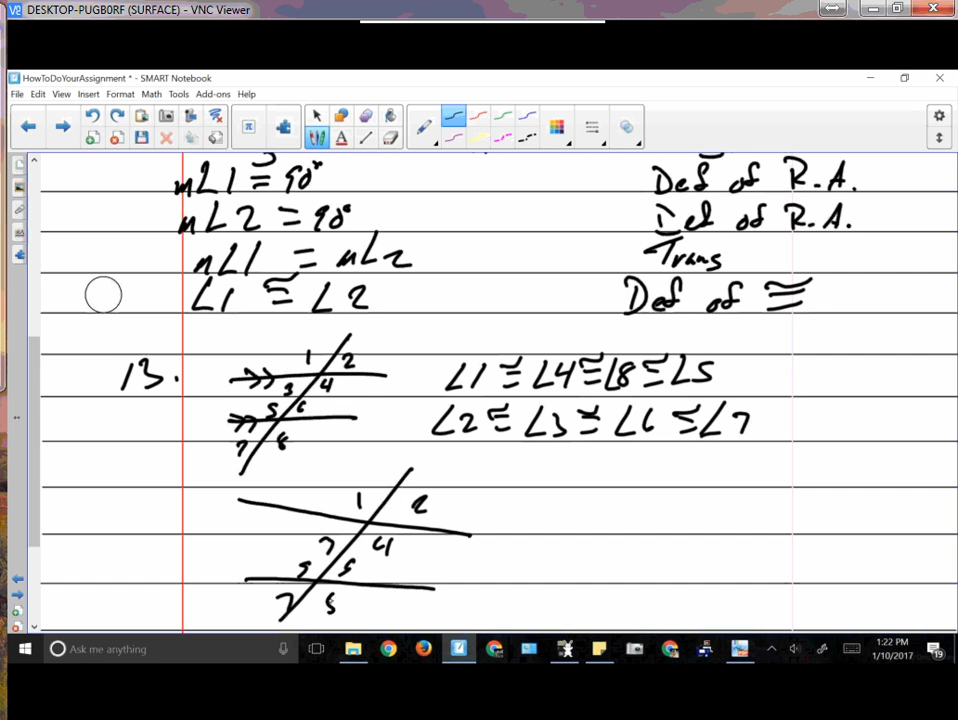 DESKTOP-PUGB0RF (SURFACE) - VNC Viewer
HowToDoYourAssignment * - SMART Notebook
File Edit View Insert Format Math Tools Add-ons Help
m∠1 = 90° Def of R.A.
m∠2 = 90° Def of R.A.
m∠1 = m∠2 Trans
∠1 ≅ ∠2 Def of ≅
13. ∠1 ≅ ∠4 ≅ ∠8 ≅ ∠5
∠2 ≅ ∠3 ≅ ∠6 ≅ ∠7
1 2
3 4
5 6
7 8
1 2
3 4
5
7
Ask me anything
1:22 PM
1/10/2017
19